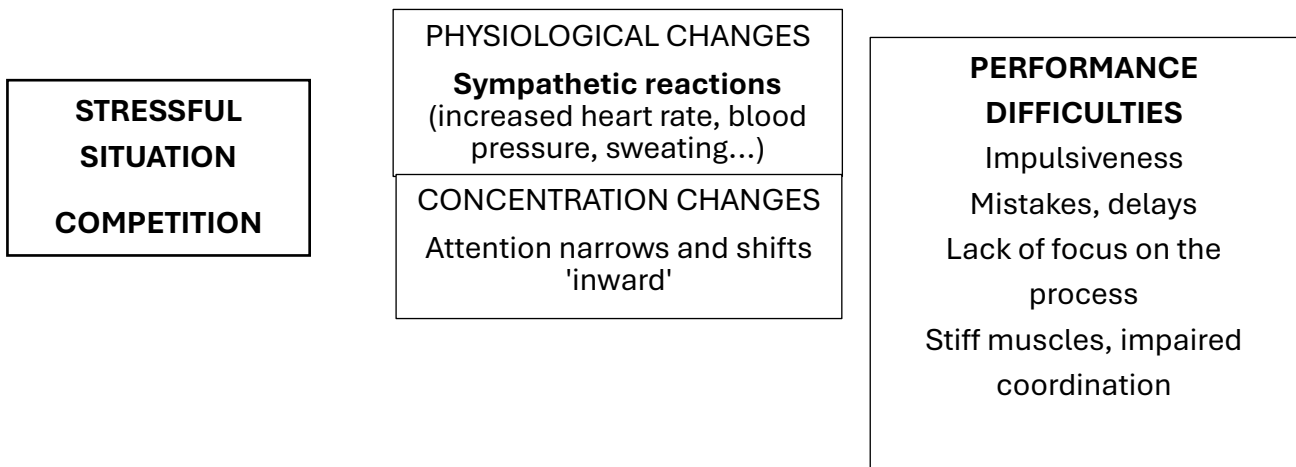 STRESSFUL
SITUATION
COMPETITION
PHYSIOLOGICAL CHANGES
Sympathetic reactions
(increased heart rate, blood
pressure, sweating...)
CONCENTRATION CHANGES
Attention narrows and shifts
'inward'
PERFORMANCE
DIFFICULTIES
Impulsiveness
Mistakes, delays
Lack of focus on the
process
Stiff muscles, impaired
coordination